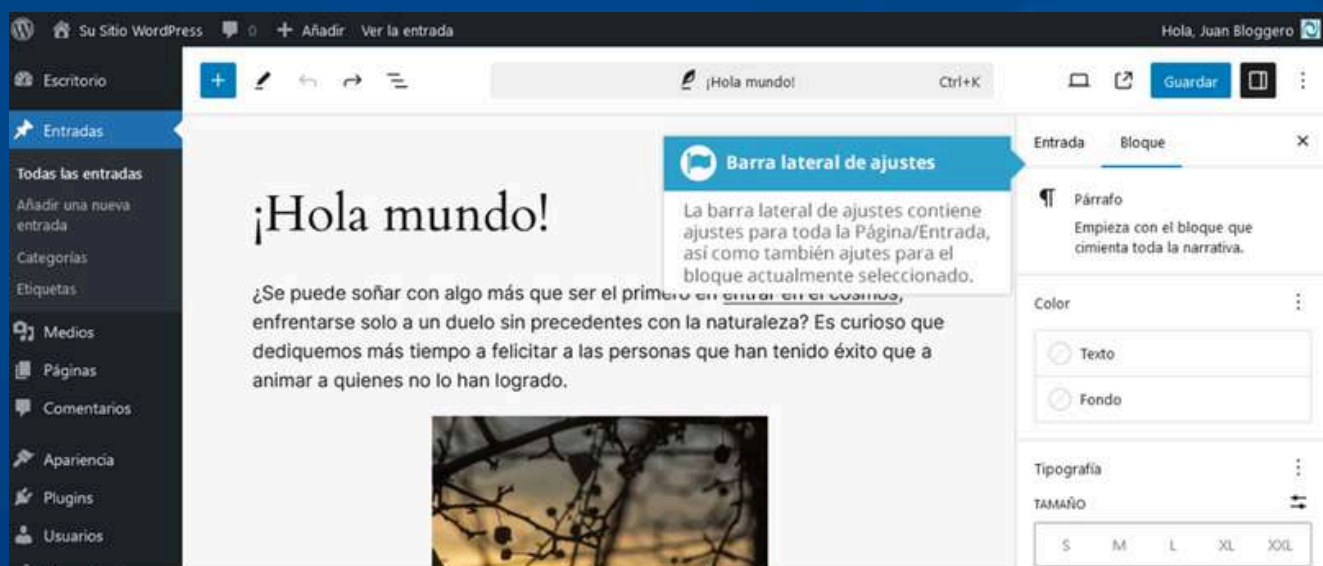 Su Sitio WordPress
0
Añadir
Ver la entrada
Hola, Juan Bloggero
Escritorio
Entradas
Todas las entradas
Añadir una nueva
entrada
Categorías
Etiquetas
Medios
Páginas
Comentarios
Apariencia
Plugins
Usuarios
¡Hola mundo!
Ctrl+K
Guardar
¡Hola mundo!
¿Se puede soñar con algo más que ser el primero en entrar en el cosmos,
enfrentarse solo a un duelo sin precedentes con la naturaleza? Es curioso que
dediquemos más tiempo a felicitar a las personas que han tenido éxito que a
animar a quienes no lo han logrado.
Barra lateral de ajustes
La barra lateral de ajustes contiene
ajustes para toda la Página/Entrada,
así como también ajutes para el
bloque actualmente seleccionado.
Entrada
Bloque
Párrafo
Empieza con el bloque que
cimienta toda la narrativa.
Color
Texto
Fondo
Tipografía
TAMAÑO
S M L XL XXL